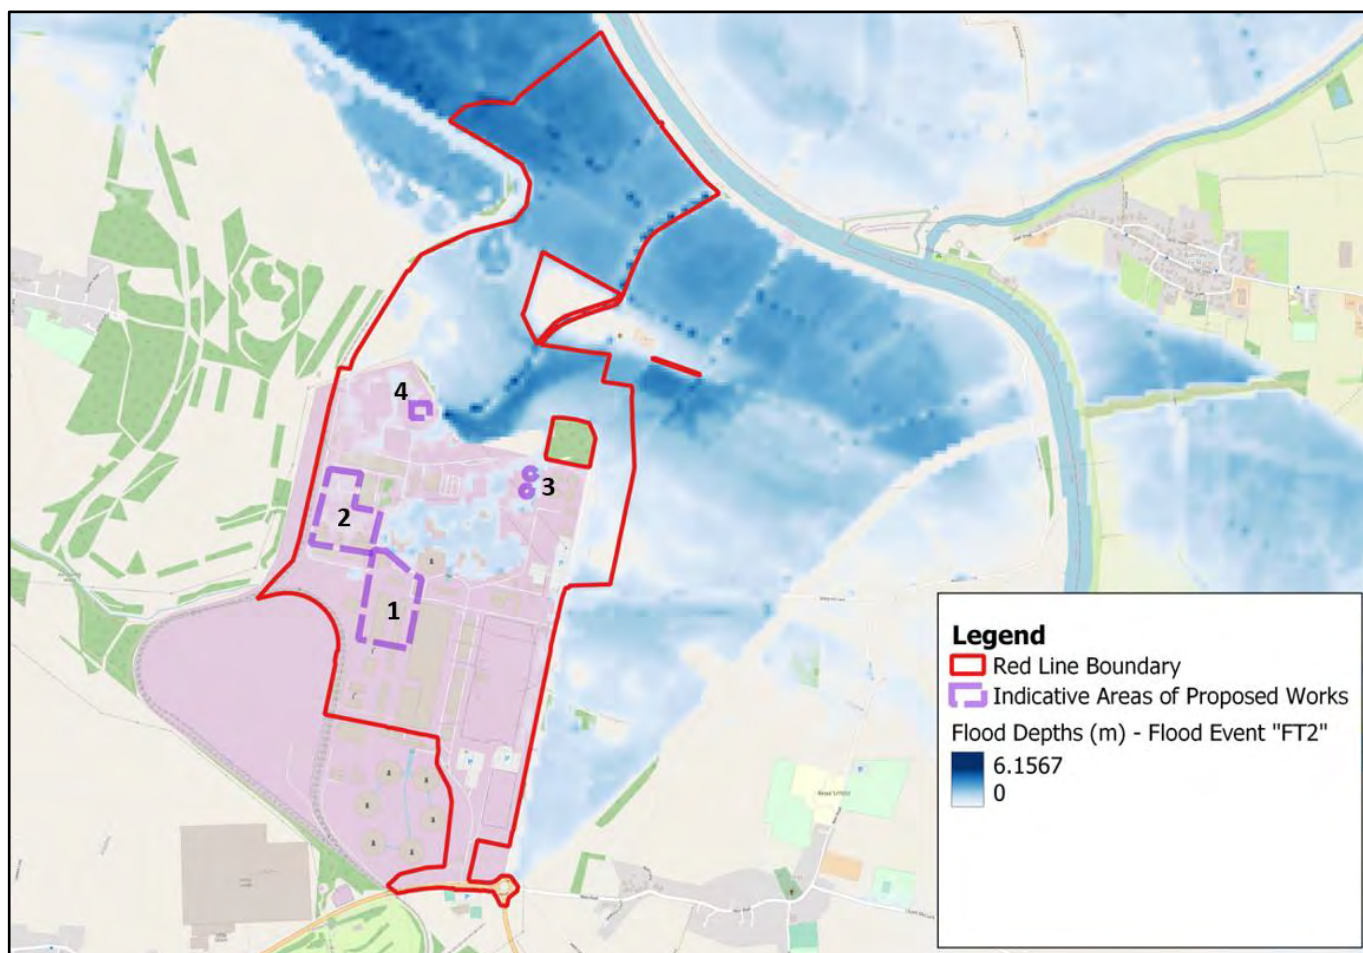 4
3
2
1
Legend
Red Line Boundary
Indicative Areas of Proposed Works
Flood Depths (m) - Flood Event "FT2"
6.1567
0